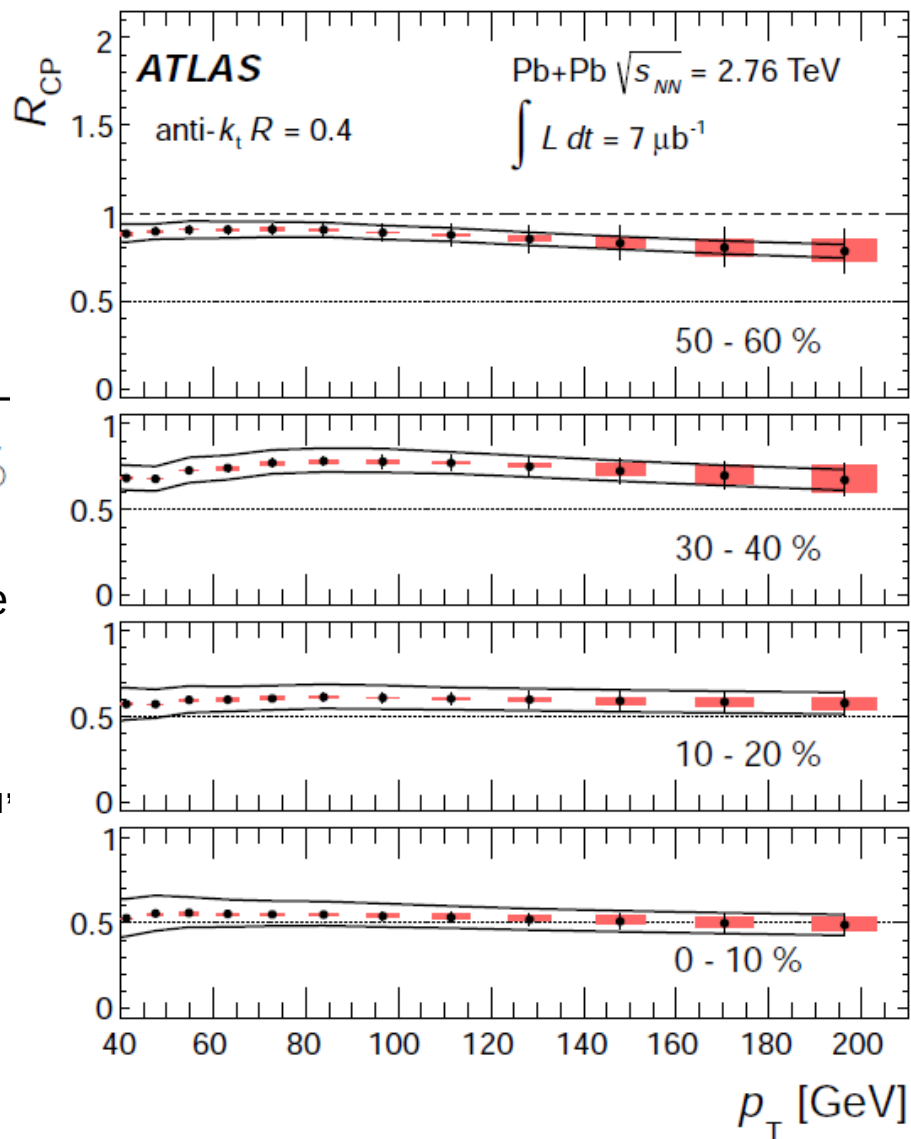 2
ATLAS
Pb+Pb √s_NN = 2.76 TeV
R_CP
1.5
anti-k_t R = 0.4
∫ L dt = 7 μb⁻¹
1
0.5
50 - 60 %
0
1
0.5
30 - 40 %
0
e
1
0.5
10 - 20 %
0
1
0.5
0 - 10 %
0
40 60 80 100 120 140 160 180 200
p_T [GeV]